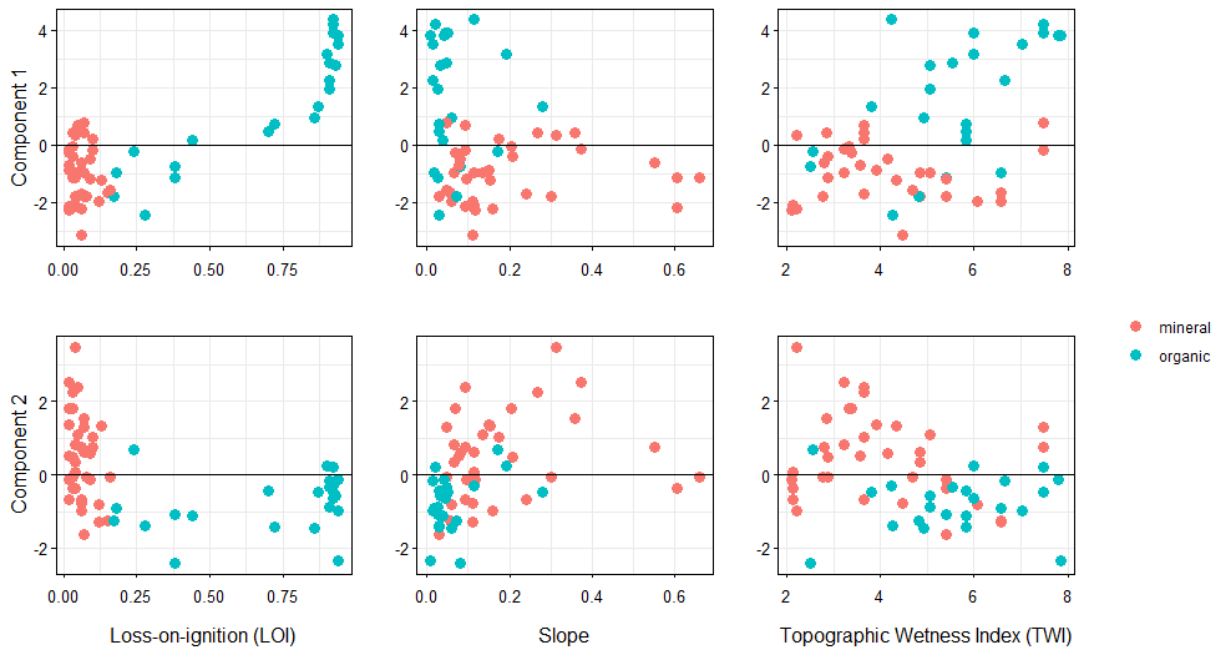 Component 1
4
2
0
-2
0.00 0.25 0.50 0.75
0.0 0.2 0.4 0.6
2 4 6 8
mineral
organic
Component 2
2
0
-2
0.00 0.25 0.50 0.75
0.0 0.2 0.4 0.6
2 4 6 8
Loss-on-ignition (LOI)
Slope
Topographic Wetness Index (TWI)